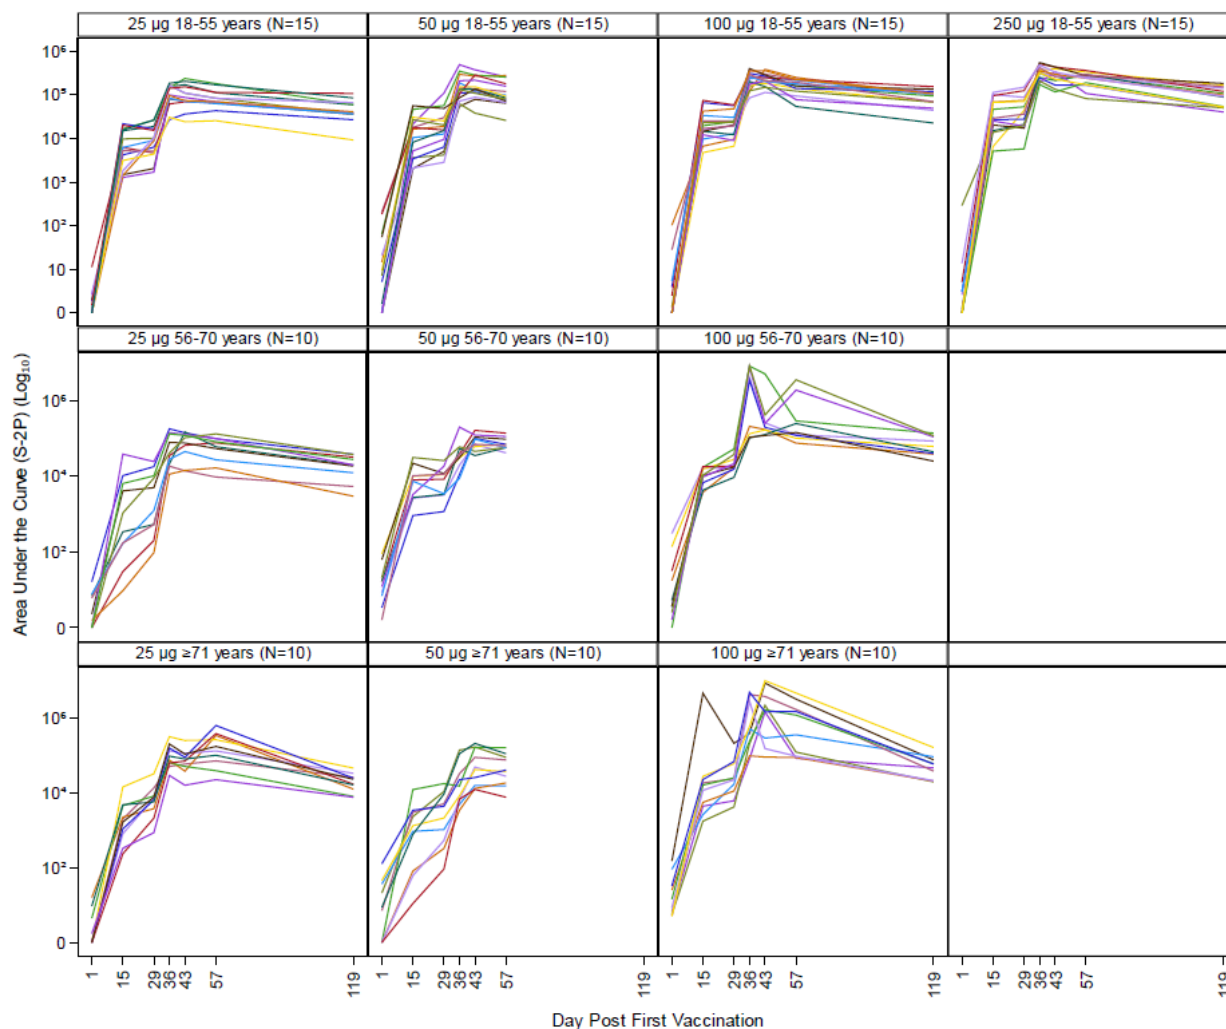 25 µg 18-55 years (N=15) 50 µg 18-55 years (N=15) 100 µg 18-55 years (N=15) 250 µg 18-55 years (N=15)
10⁶
10⁵
10⁴
10³
10²
10
0
25 µg 56-70 years (N=10) 50 µg 56-70 years (N=10) 100 µg 56-70 years (N=10)
10⁶
10⁴
10²
0
Area Under the Curve (S-2P) (Log₁₀)
25 µg ≥71 years (N=10) 50 µg ≥71 years (N=10) 100 µg ≥71 years (N=10)
10⁶
10⁴
10²
0
1 15 29 36 43 57 119 1 15 29 36 43 57 119 1 15 29 36 43 57 119 1 15 29 36 43 57 119
Day Post First Vaccination